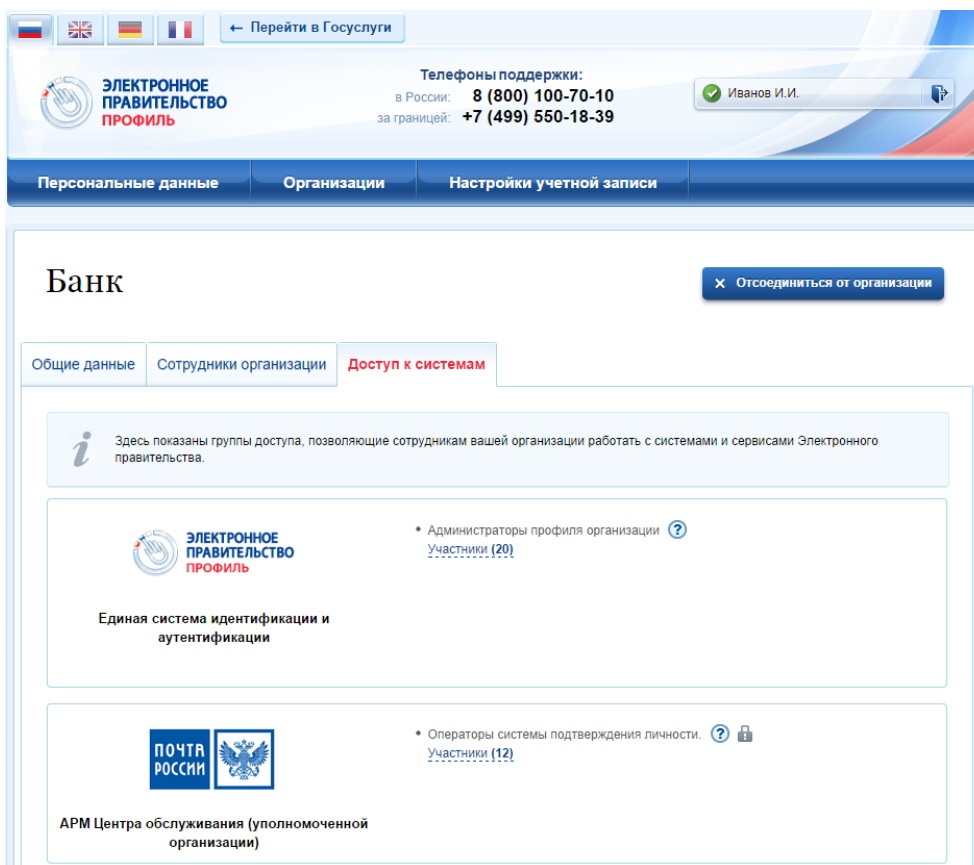 ← Перейти в Госуслуги
ЭЛЕКТРОННОЕ
ПРАВИТЕЛЬСТВО
ПРОФИЛЬ
Телефоны поддержки:
в России: 8 (800) 100-70-10
за границей: +7 (499) 550-18-39
Иванов И.И.
Персональные данные Организации Настройки учетной записи
Банк
× Отсоединиться от организации
Общие данные Сотрудники организации Доступ к системам
Здесь показаны группы доступа, позволяющие сотрудникам вашей организации работать с системами и сервисами Электронного
правительства.
ЭЛЕКТРОННОЕ
ПРАВИТЕЛЬСТВО
ПРОФИЛЬ
Единая система идентификации и
аутентификации
• Администраторы профиля организации ?
Участники (20)
ПОЧТА
РОССИИ
АРМ Центра обслуживания (уполномоченной
организации)
• Операторы системы подтверждения личности. ?
Участники (12)